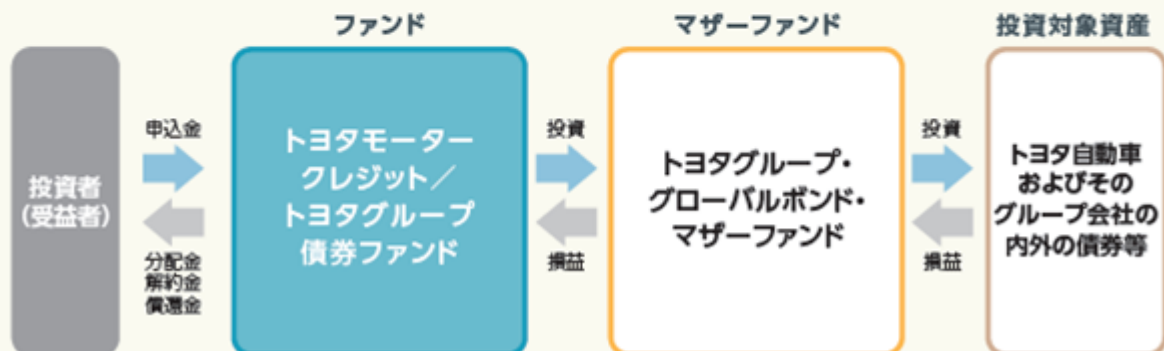 ファンド
マザーファンド
投資対象資産
投資者
(受益者)
申込金
分配金
解約金
償還金
トヨタモーター
クレジット／
トヨタグループ
債券ファンド
投資
損益
トヨタグループ・
グローバルボンド・
マザーファンド
投資
損益
トヨタ自動車
およびその
グループ会社の
内外の債券等